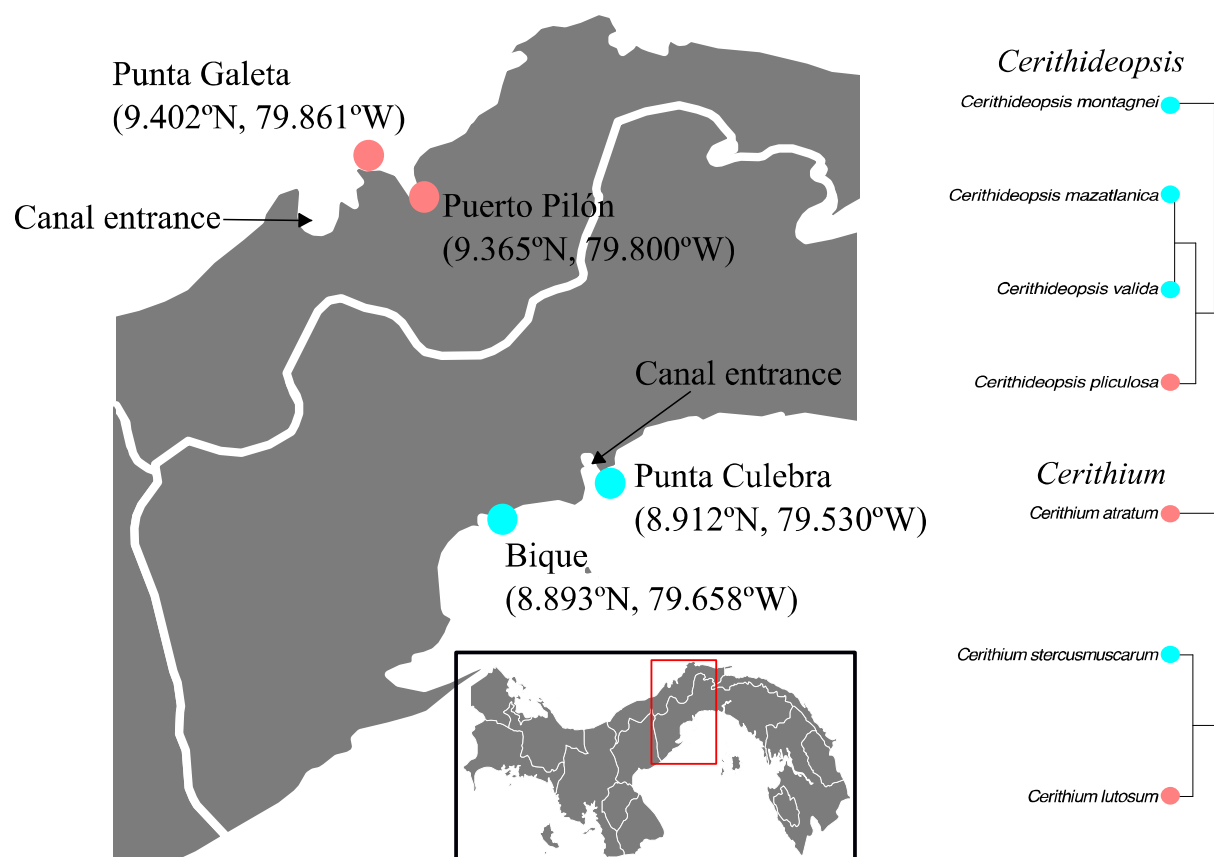 Punta Galeta
(9.402ºN, 79.861ºW)
Canal entrance
Puerto Pilón
(9.365ºN, 79.800ºW)
Canal entrance
Punta Culebra
(8.912ºN, 79.530ºW)
Bique
(8.893ºN, 79.658ºW)
Cerithideopsis
Cerithideopsis montagnei
Cerithideopsis mazatlanica
Cerithideopsis valida
Cerithideopsis pliculosa
Cerithium
Cerithium atratum
Cerithium stercusmuscarum
Cerithium lutosum